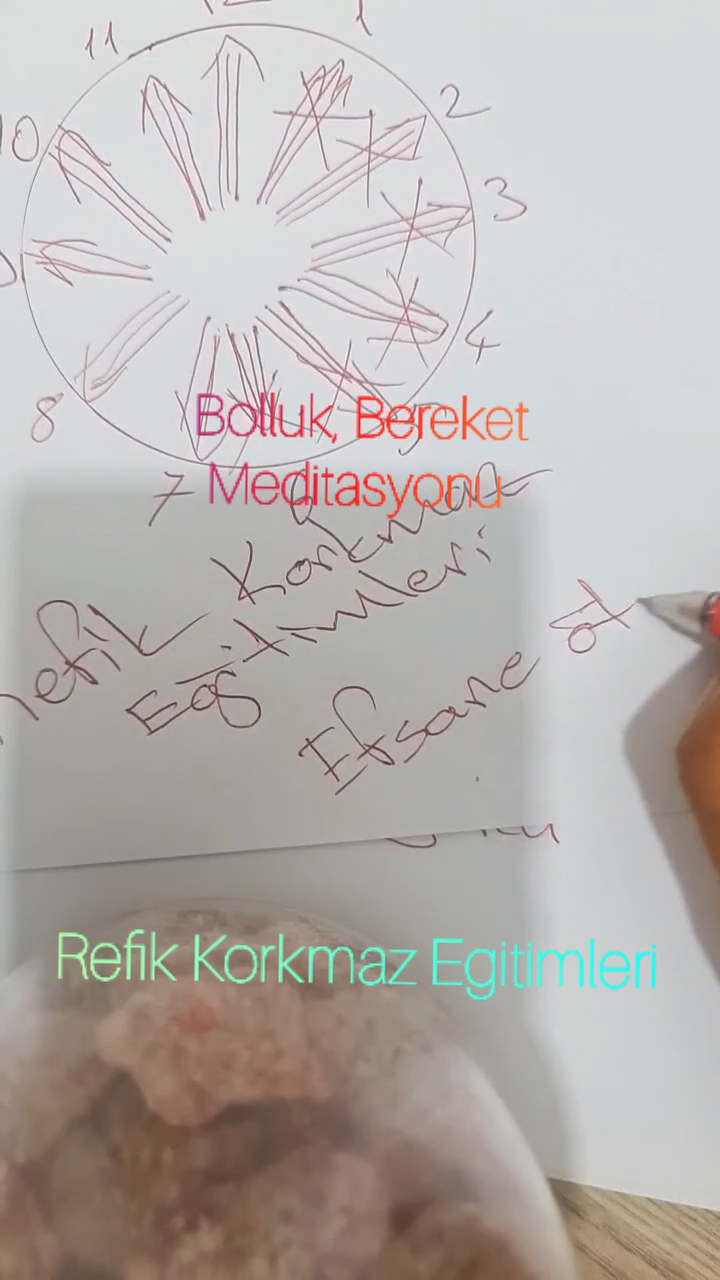 11
1
2
10
3
4
8
7
Bolluk, Bereket
Meditasyonu
Refik Korkmaz
Eğitimleri
Efsane
Refik Korkmaz Egitimleri